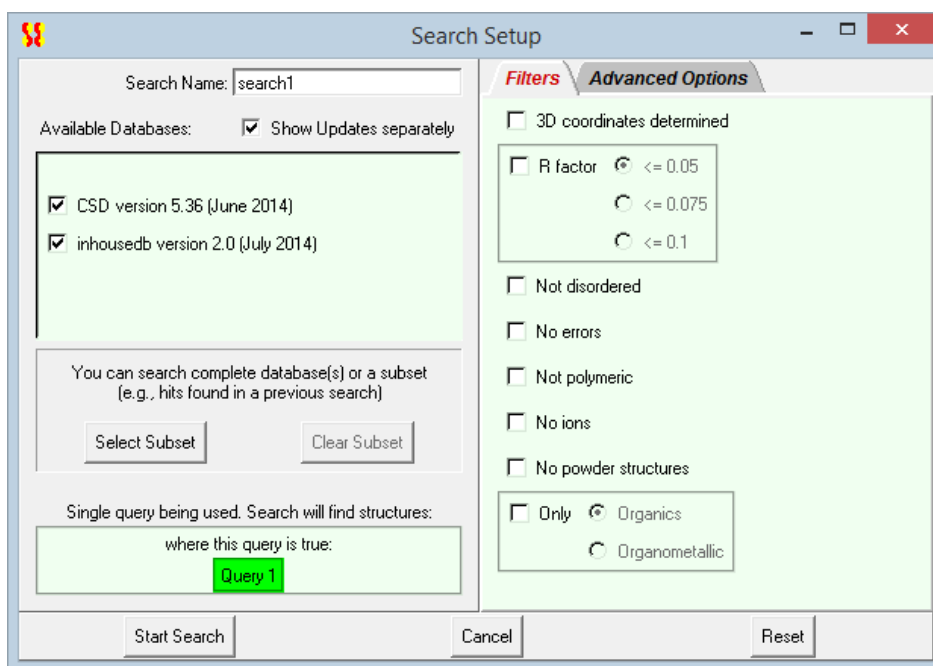 Search Setup
Search Name: search1
Available Databases: Show Updates separately
CSD version 5.36 (June 2014)
inhousedb version 2.0 (July 2014)
You can search complete database(s) or a subset
(e.g., hits found in a previous search)
Select Subset Clear Subset
Single query being used. Search will find structures:
where this query is true:
Query 1
Filters Advanced Options
3D coordinates determined
R factor <= 0.05
<= 0.075
<= 0.1
Not disordered
No errors
Not polymeric
No ions
No powder structures
Only Organics
Organometallic
Start Search Cancel Reset